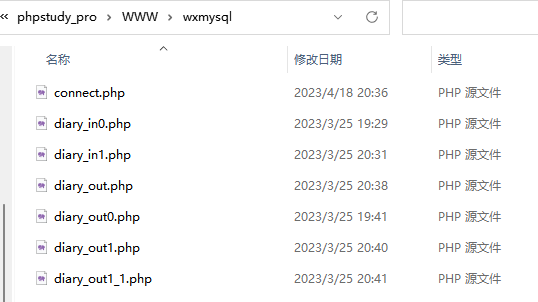 « phpstudy_pro > WWW > wxmysql
名称 修改日期 类型
connect.php 2023/4/18 20:36 PHP 源文件
diary_in0.php 2023/3/25 19:29 PHP 源文件
diary_in1.php 2023/3/25 20:31 PHP 源文件
diary_out.php 2023/3/25 20:38 PHP 源文件
diary_out0.php 2023/3/25 19:41 PHP 源文件
diary_out1.php 2023/3/25 20:40 PHP 源文件
diary_out1_1.php 2023/3/25 20:41 PHP 源文件